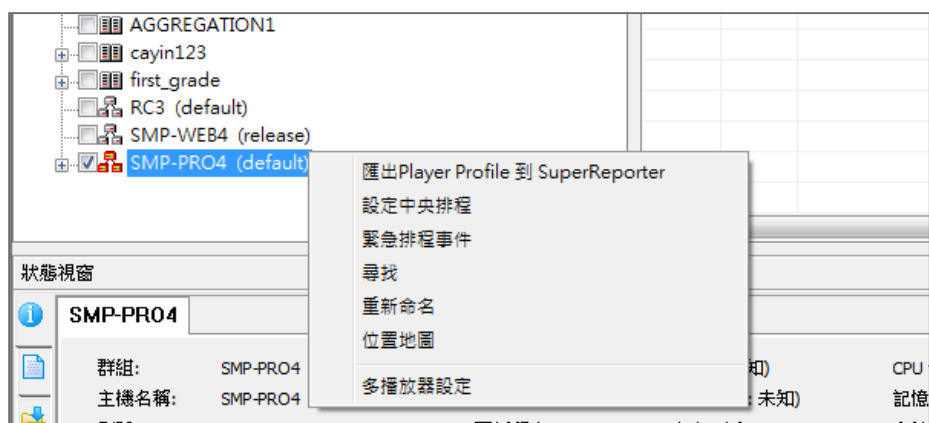 AGGREGATION1
cayin123
first_grade
RC3 (default)
SMP-WEB4 (release)
SMP-PRO4 (default)
匯出Player Profile 到 SuperReporter
設定中央排程
緊急排程事件
尋找
重新命名
位置地圖
多播放器設定
狀態視窗
SMP-PRO4
群組: SMP-PRO4 知) CPU
主機名稱: SMP-PRO4 : 未知) 記憶